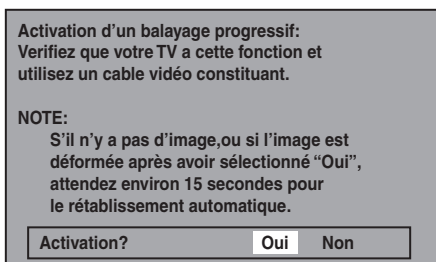 Activation d'un balayage progressif:
Verifiez que votre TV a cette fonction et
utilisez un cable vidéo constituant.
NOTE:
S'il n'y a pas d'image,ou si l'image est
déformée après avoir sélectionné “Oui”,
attendez environ 15 secondes pour
le rétablissement automatique.
Activation? Oui Non